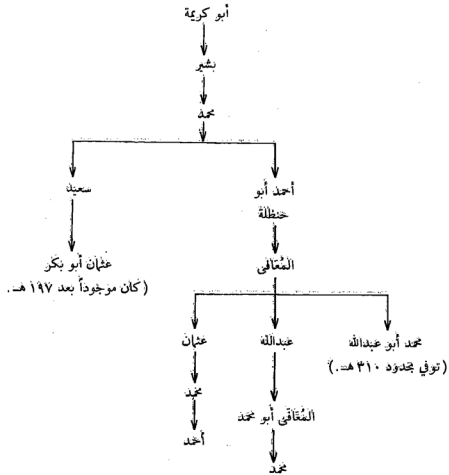 أبو كريمة
بشير
محمد
أحمد أبو
حنظلة
سعيد
المُعافى
عثمان أبو بكر
(كان موجوداً بعد ١٩٧ هـ.)
محمد أبو عبدالله
(توفي بحدود ٣١٠ هـ.)
عبدالله
عثمان
محمد
المُعَافَى أبو محمد
أحمد
محمد